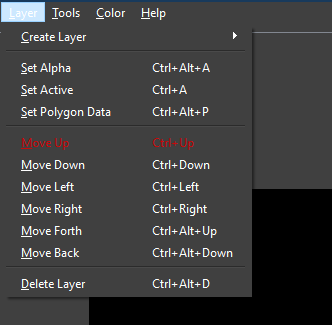 Layer Tools Color Help
Create Layer
Set Alpha Ctrl+Alt+A
Set Active Ctrl+A
Set Polygon Data Ctrl+Alt+P
Move Up Ctrl+Up
Move Down Ctrl+Down
Move Left Ctrl+Left
Move Right Ctrl+Right
Move Forth Ctrl+Alt+Up
Move Back Ctrl+Alt+Down
Delete Layer Ctrl+Alt+D